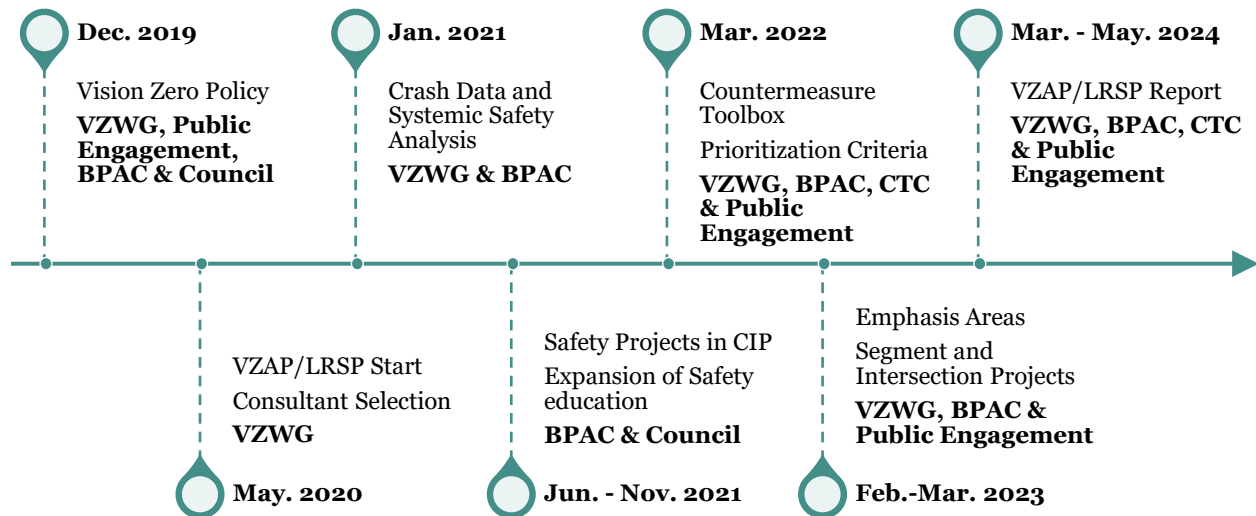 Dec. 2019
Vision Zero Policy
VZWG, Public
Engagement,
BPAC & Council
Jan. 2021
Crash Data and
Systemic Safety
Analysis
VZWG & BPAC
Mar. 2022
Countermeasure
Toolbox
Prioritization Criteria
VZWG, BPAC, CTC
& Public
Engagement
Mar. - May. 2024
VZAP/LRSP Report
VZWG, BPAC, CTC
& Public
Engagement
VZAP/LRSP Start
Consultant Selection
VZWG
May. 2020
Safety Projects in CIP
Expansion of Safety
education
BPAC & Council
Jun. - Nov. 2021
Emphasis Areas
Segment and
Intersection Projects
VZWG, BPAC &
Public Engagement
Feb.-Mar. 2023